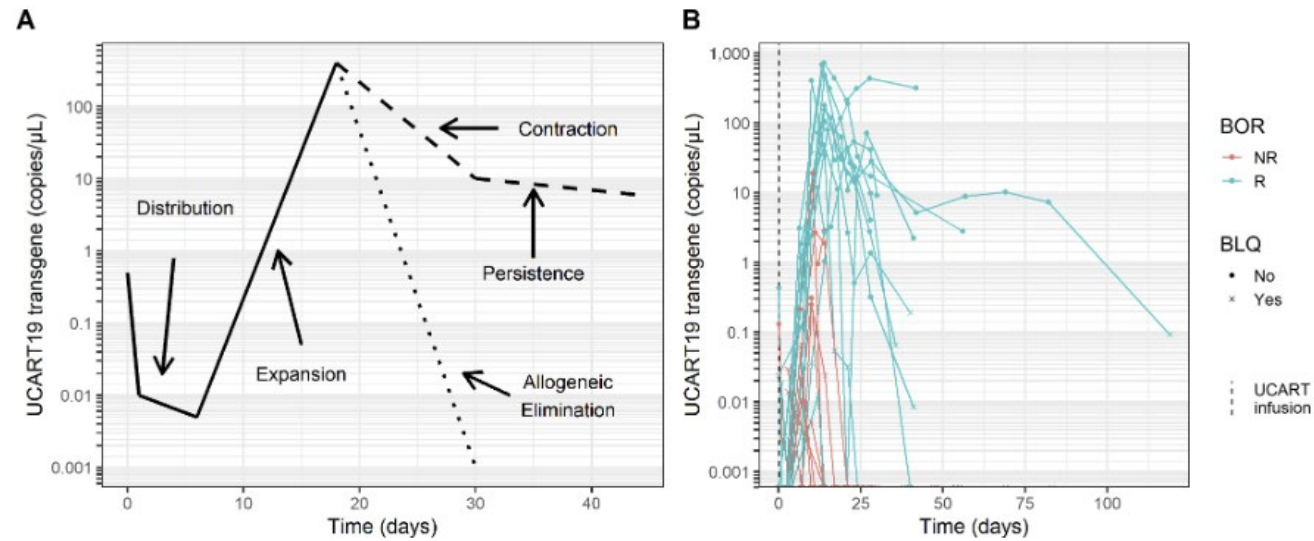 A
UCART19 transgene (copies/µL)
100
10
1
0.1
0.01
0.001
0
10
20
30
40
Time (days)
Distribution
Expansion
Contraction
Persistence
Allogeneic
Elimination
B
UCART19 transgene (copies/µL)
1,000
100
10
1
0.1
0.01
0.001
0
25
50
75
100
Time (days)
BOR
NR
R
BLQ
No
Yes
UCART
infusion